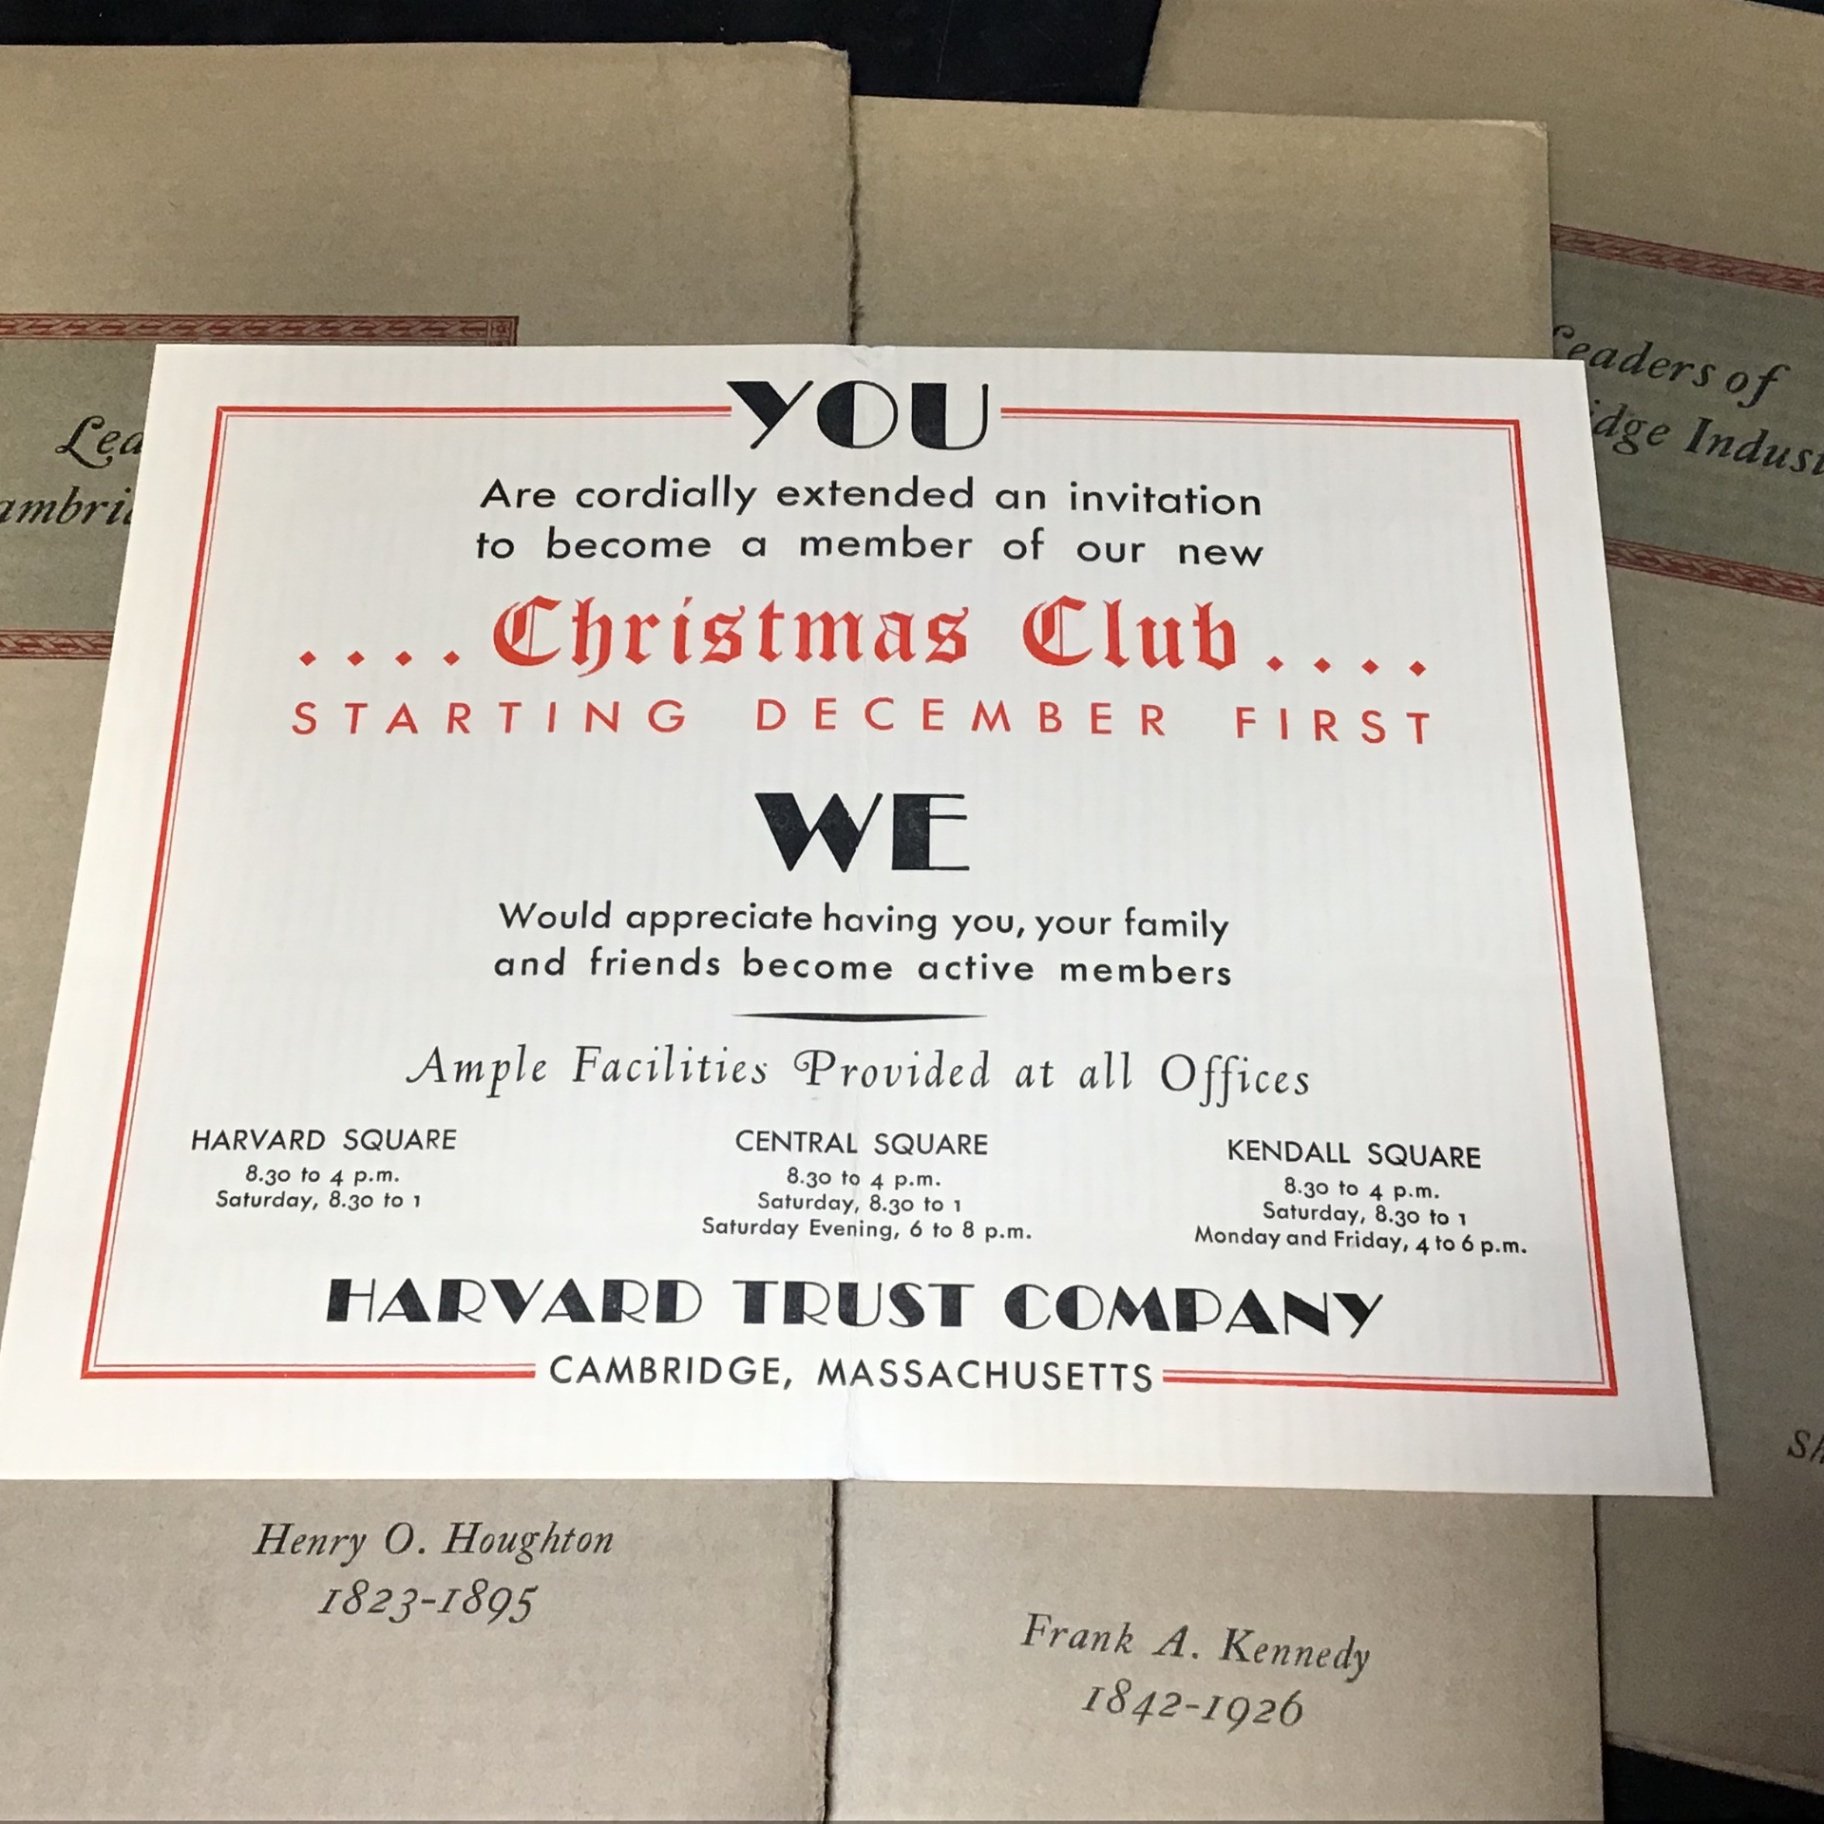 YOU
Are cordially extended an invitation
to become a member of our new
....Christmas Club....
STARTING DECEMBER FIRST
WE
Would appreciate having you, your family
and friends become active members
Ample Facilities Provided at all Offices
HARVARD SQUARE
8.30 to 4 p.m.
Saturday, 8.30 to 1
CENTRAL SQUARE
8.30 to 4 p.m.
Saturday, 8.30 to 1
Saturday Evening, 6 to 8 p.m.
KENDALL SQUARE
8.30 to 4 p.m.
Saturday, 8.30 to 1
Monday and Friday, 4 to 6 p.m.
HARVARD TRUST COMPANY
CAMBRIDGE, MASSACHUSETTS
Leaders of
Henry O. Houghton
1823-1895
Frank A. Kennedy
1842-1926